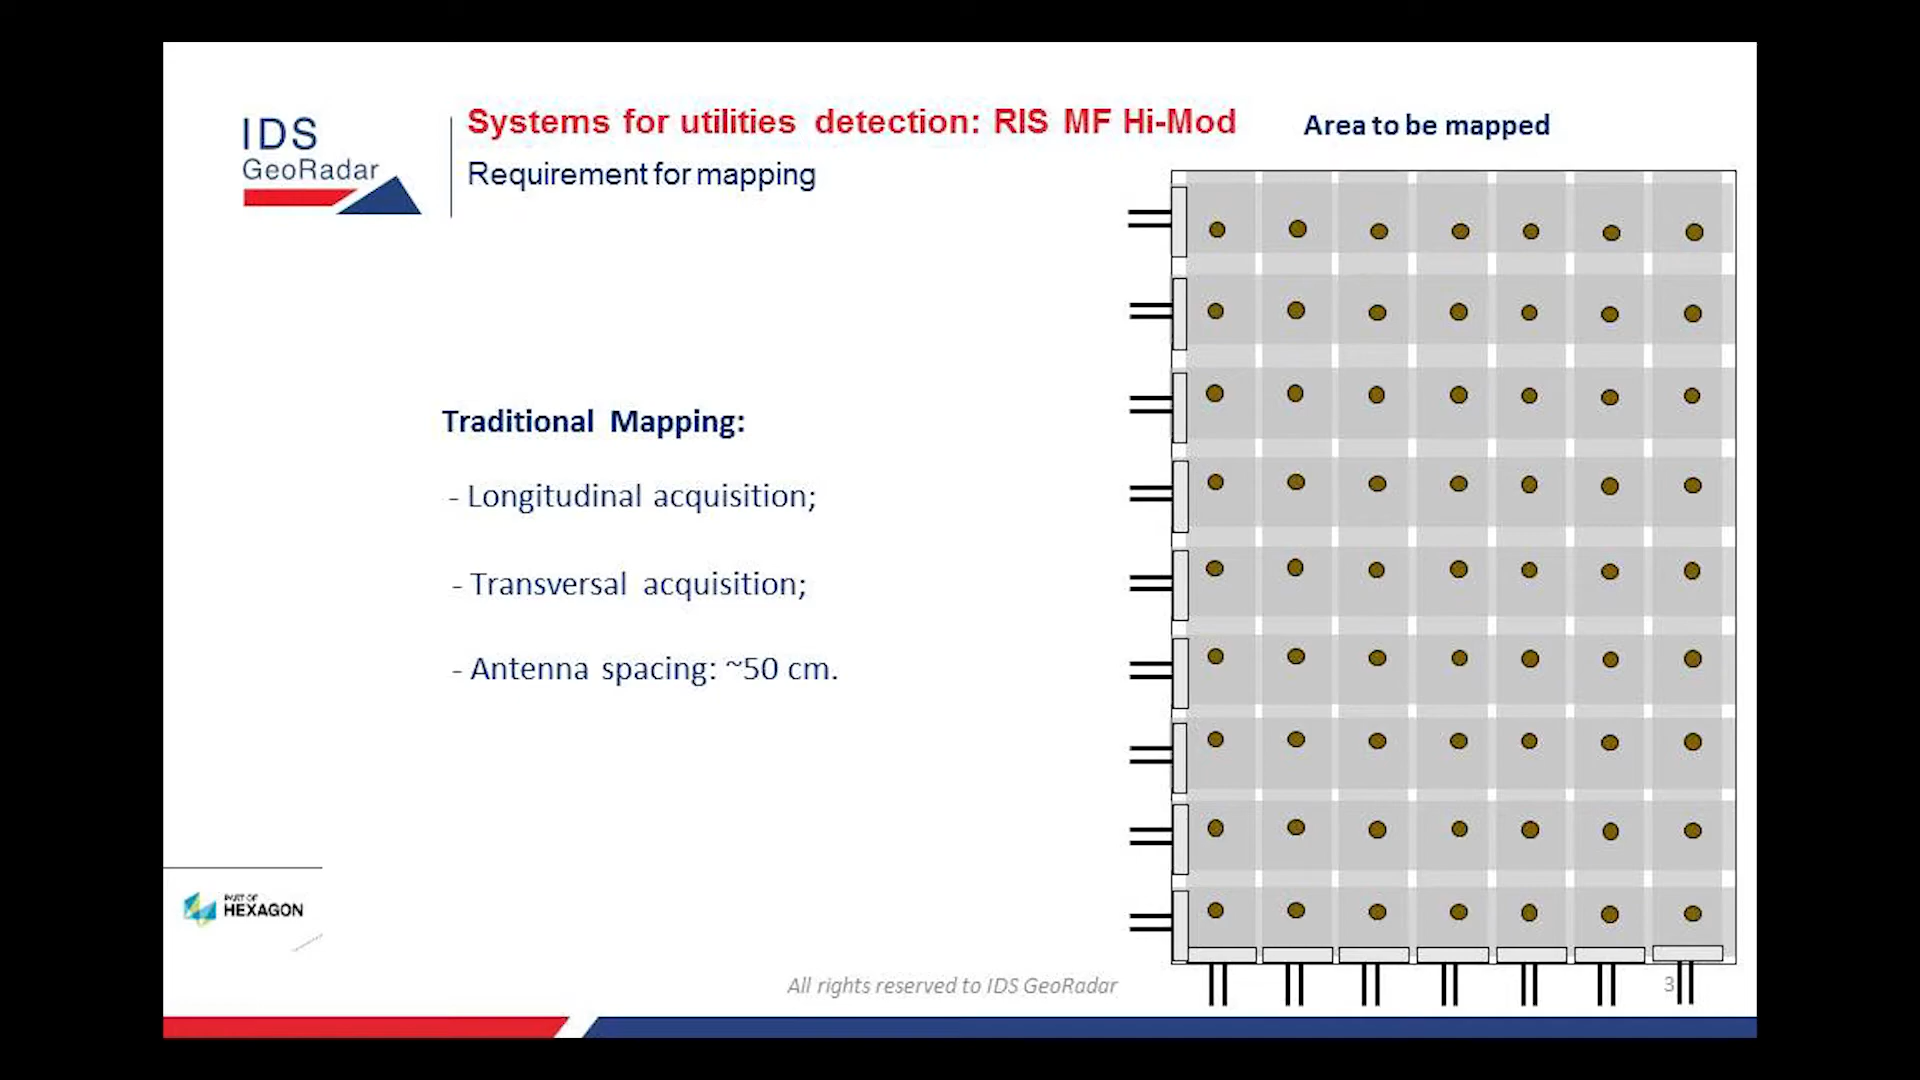 IDS
GeoRadar
Systems for utilities detection: RIS MF Hi-Mod
Requirement for mapping
Area to be mapped
Traditional Mapping:
- Longitudinal acquisition;
- Transversal acquisition;
- Antenna spacing: ~50 cm.
PART OF
HEXAGON
All rights reserved to IDS GeoRadar
3